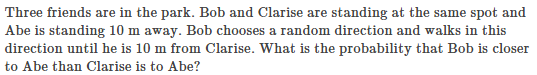 Three friends are in the park. Bob and Clarise are standing at the same spot and
Abe is standing 10 m away. Bob chooses a random direction and walks in this
direction until he is 10 m from Clarise. What is the probability that Bob is closer
to Abe than Clarise is to Abe?